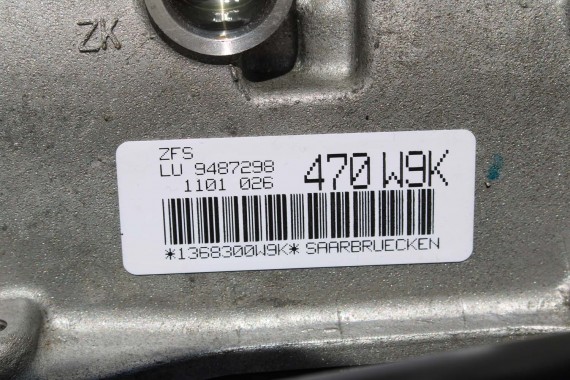 ZK
ZFS
LU 9487298
1101 026
470 W9K
*1368300W9K* SAARBRUECKEN